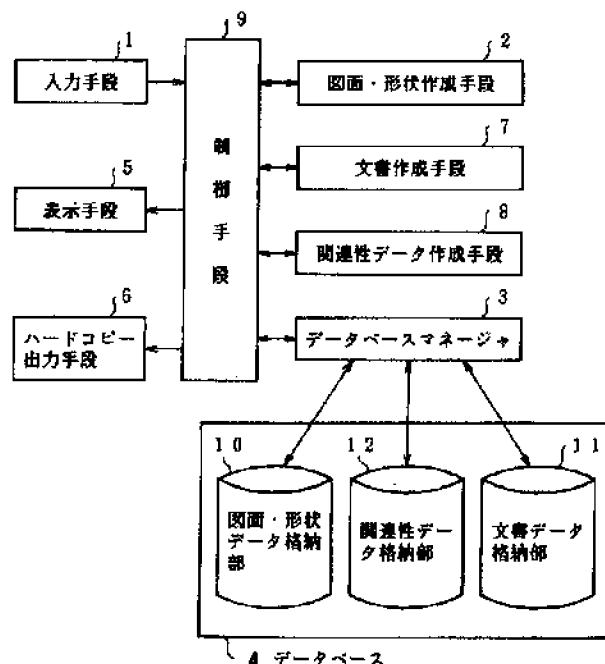 9
1
2
入力手段
図面・形状作成手段
7
文書作成手段
制御手段
5
表示手段
8
関連性データ作成手段
6
ハードコピー
出力手段
3
データベースマネージャ
10
12
11
図面・形状
データ格納
部
関連性デー
タ格納部
文書データ
格納部
4 データベース